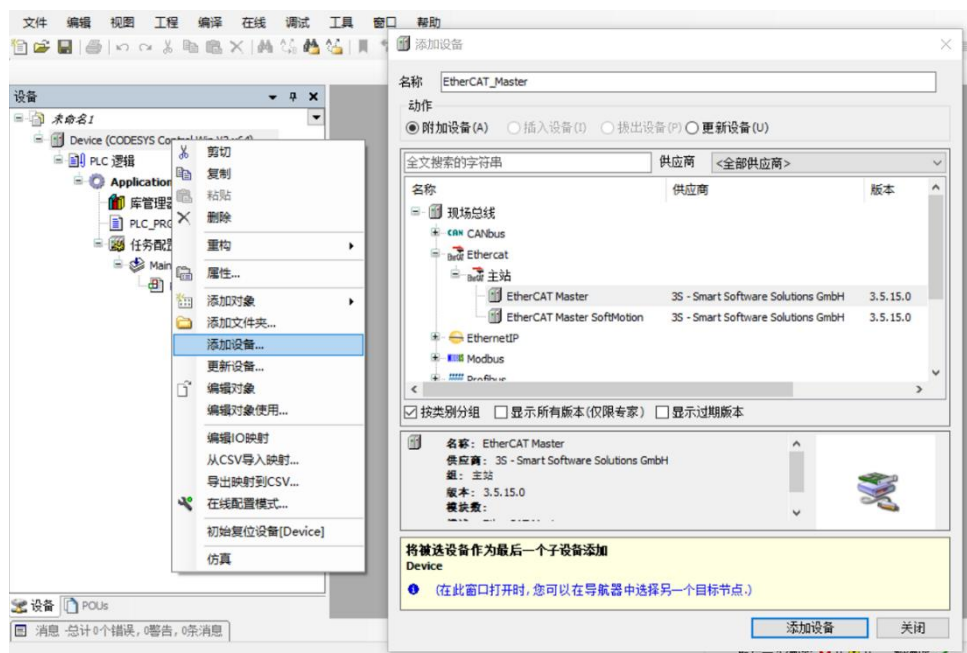 文件 编辑 视图 工程 编译 在线 调试 工具 窗口 帮助
设备
未命名1
Device (CODESYS Control Win V3 x64)
PLC 逻辑
Application
库管理器
PLC_PRG
任务配置
Main
剪切
复制
粘贴
删除
重构
属性...
添加对象
添加文件夹...
添加设备...
更新设备...
编辑对象
编辑对象使用...
编辑IO映射
从CSV导入映射...
导出映射到CSV...
在线配置模式...
初始复位设备[Device]
仿真
设备 POUs
消息 -总计0个错误, 0警告, 0条消息
添加设备
名称 EtherCAT_Master
动作
附加设备(A) 插入设备(I) 拔出设备(P) 更新设备(U)
全文搜索的字符串 供应商 <全部供应商>
名称 供应商 版本
现场总线
CAN CANbus
Ethercat
主站
EtherCAT Master 3S - Smart Software Solutions GmbH 3.5.15.0
EtherCAT Master SoftMotion 3S - Smart Software Solutions GmbH 3.5.15.0
EthernetIP
Modbus
Profibus
按类别分组 显示所有版本(仅限专家) 显示过期版本
名称: EtherCAT Master
供应商: 3S - Smart Software Solutions GmbH
组: 主站
版本: 3.5.15.0
模块数:
将被选设备作为最后一个子设备添加
Device
(在此窗口打开时, 您可以在导航器中选择另一个目标节点.)
添加设备 关闭